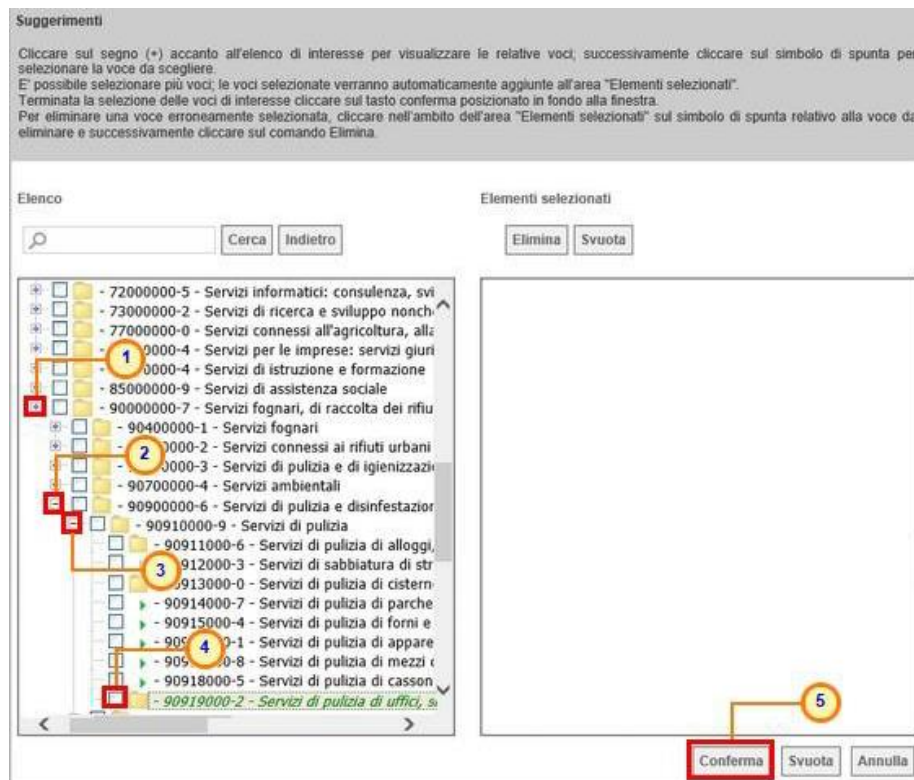 Suggerimenti
Cliccare sul segno (+) accanto all'elenco di interesse per visualizzare le relative voci; successivamente cliccare sul simbolo di spunta per
selezionare la voce da scegliere.
E' possibile selezionare più voci; le voci selezionate verranno automaticamente aggiunte all'area "Elementi selezionati".
Terminata la selezione delle voci di interesse cliccare sul tasto conferma posizionato in fondo alla finestra.
Per eliminare una voce erroneamente selezionata, cliccare nell'ambito dell'area "Elementi selezionati" sul simbolo di spunta relativo alla voce da
eliminare e successivamente cliccare sul comando Elimina.
Elenco
Elementi selezionati
Cerca Indietro
Elimina Svuota
- 72000000-5 - Servizi informatici: consulenza, svi
- 73000000-2 - Servizi di ricerca e sviluppo nonch
- 77000000-0 - Servizi connessi all'agricoltura, alla
0000-4 - Servizi per le imprese: servizi giuri
1
0000-4 - Servizi di istruzione e formazione
- 85000000-9 - Servizi di assistenza sociale
- 90000000-7 - Servizi fognari, di raccolta dei rifiu
- 90400000-1 - Servizi fognari
0000-2 - Servizi connessi ai rifiuti urbani
2
0000-3 - Servizi di pulizia e di igienizzazi
- 90700000-4 - Servizi ambientali
- 90900000-6 - Servizi di pulizia e disinfestazion
- 90910000-9 - Servizi di pulizia
- 90911000-6 - Servizi di pulizia di alloggi,
3
912000-3 - Servizi di sabbiatura di str
913000-0 - Servizi di pulizia di cistern
- 90914000-7 - Servizi di pulizia di parche
- 90915000-4 - Servizi di pulizia di forni e
4
0-1 - Servizi di pulizia di appare
0-8 - Servizi di pulizia di mezzi
- 90918000-5 - Servizi di pulizia di casson
- 90919000-2 - Servizi di pulizia di uffici,
5
Conferma Svuota Annulla